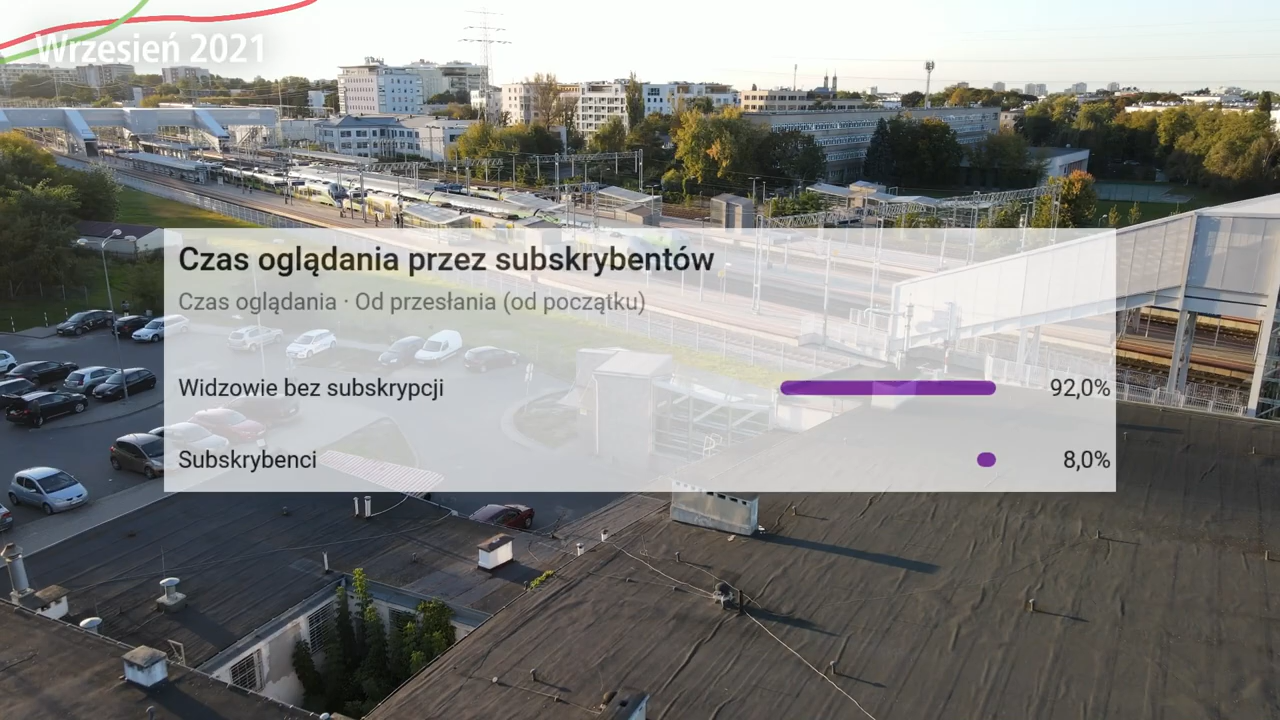 Wrzesień 2021
Czas oglądania przez subskrybentów
Czas oglądania · Od przesłania (od początku)
Widzowie bez subskrypcji 92,0%
Subskrybenci 8,0%